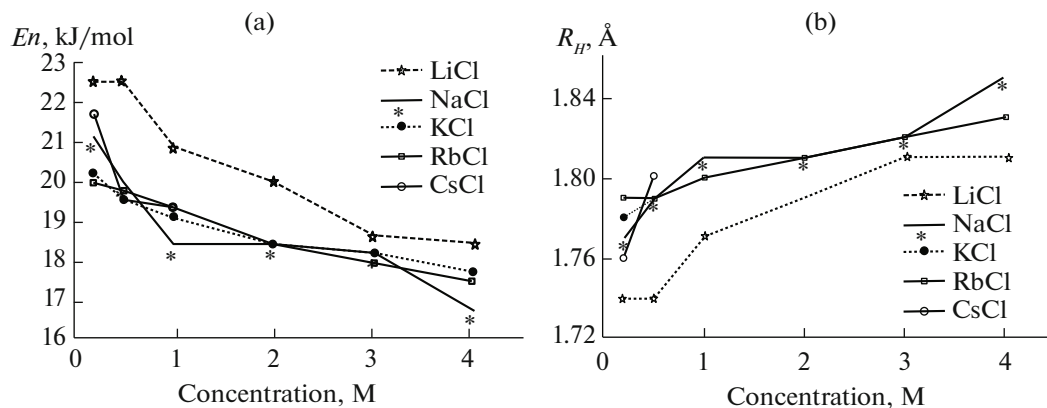 (a)
En, kJ/mol
23
22
21
20
19
18
17
16
0
1
2
3
4
Concentration, M
LiCl
NaCl
*
KCl
RbCl
CsCl
(b)
R_H, Å
1.84
1.80
1.76
1.72
0
1
2
3
4
Concentration, M
LiCl
NaCl
*
KCl
RbCl
CsCl